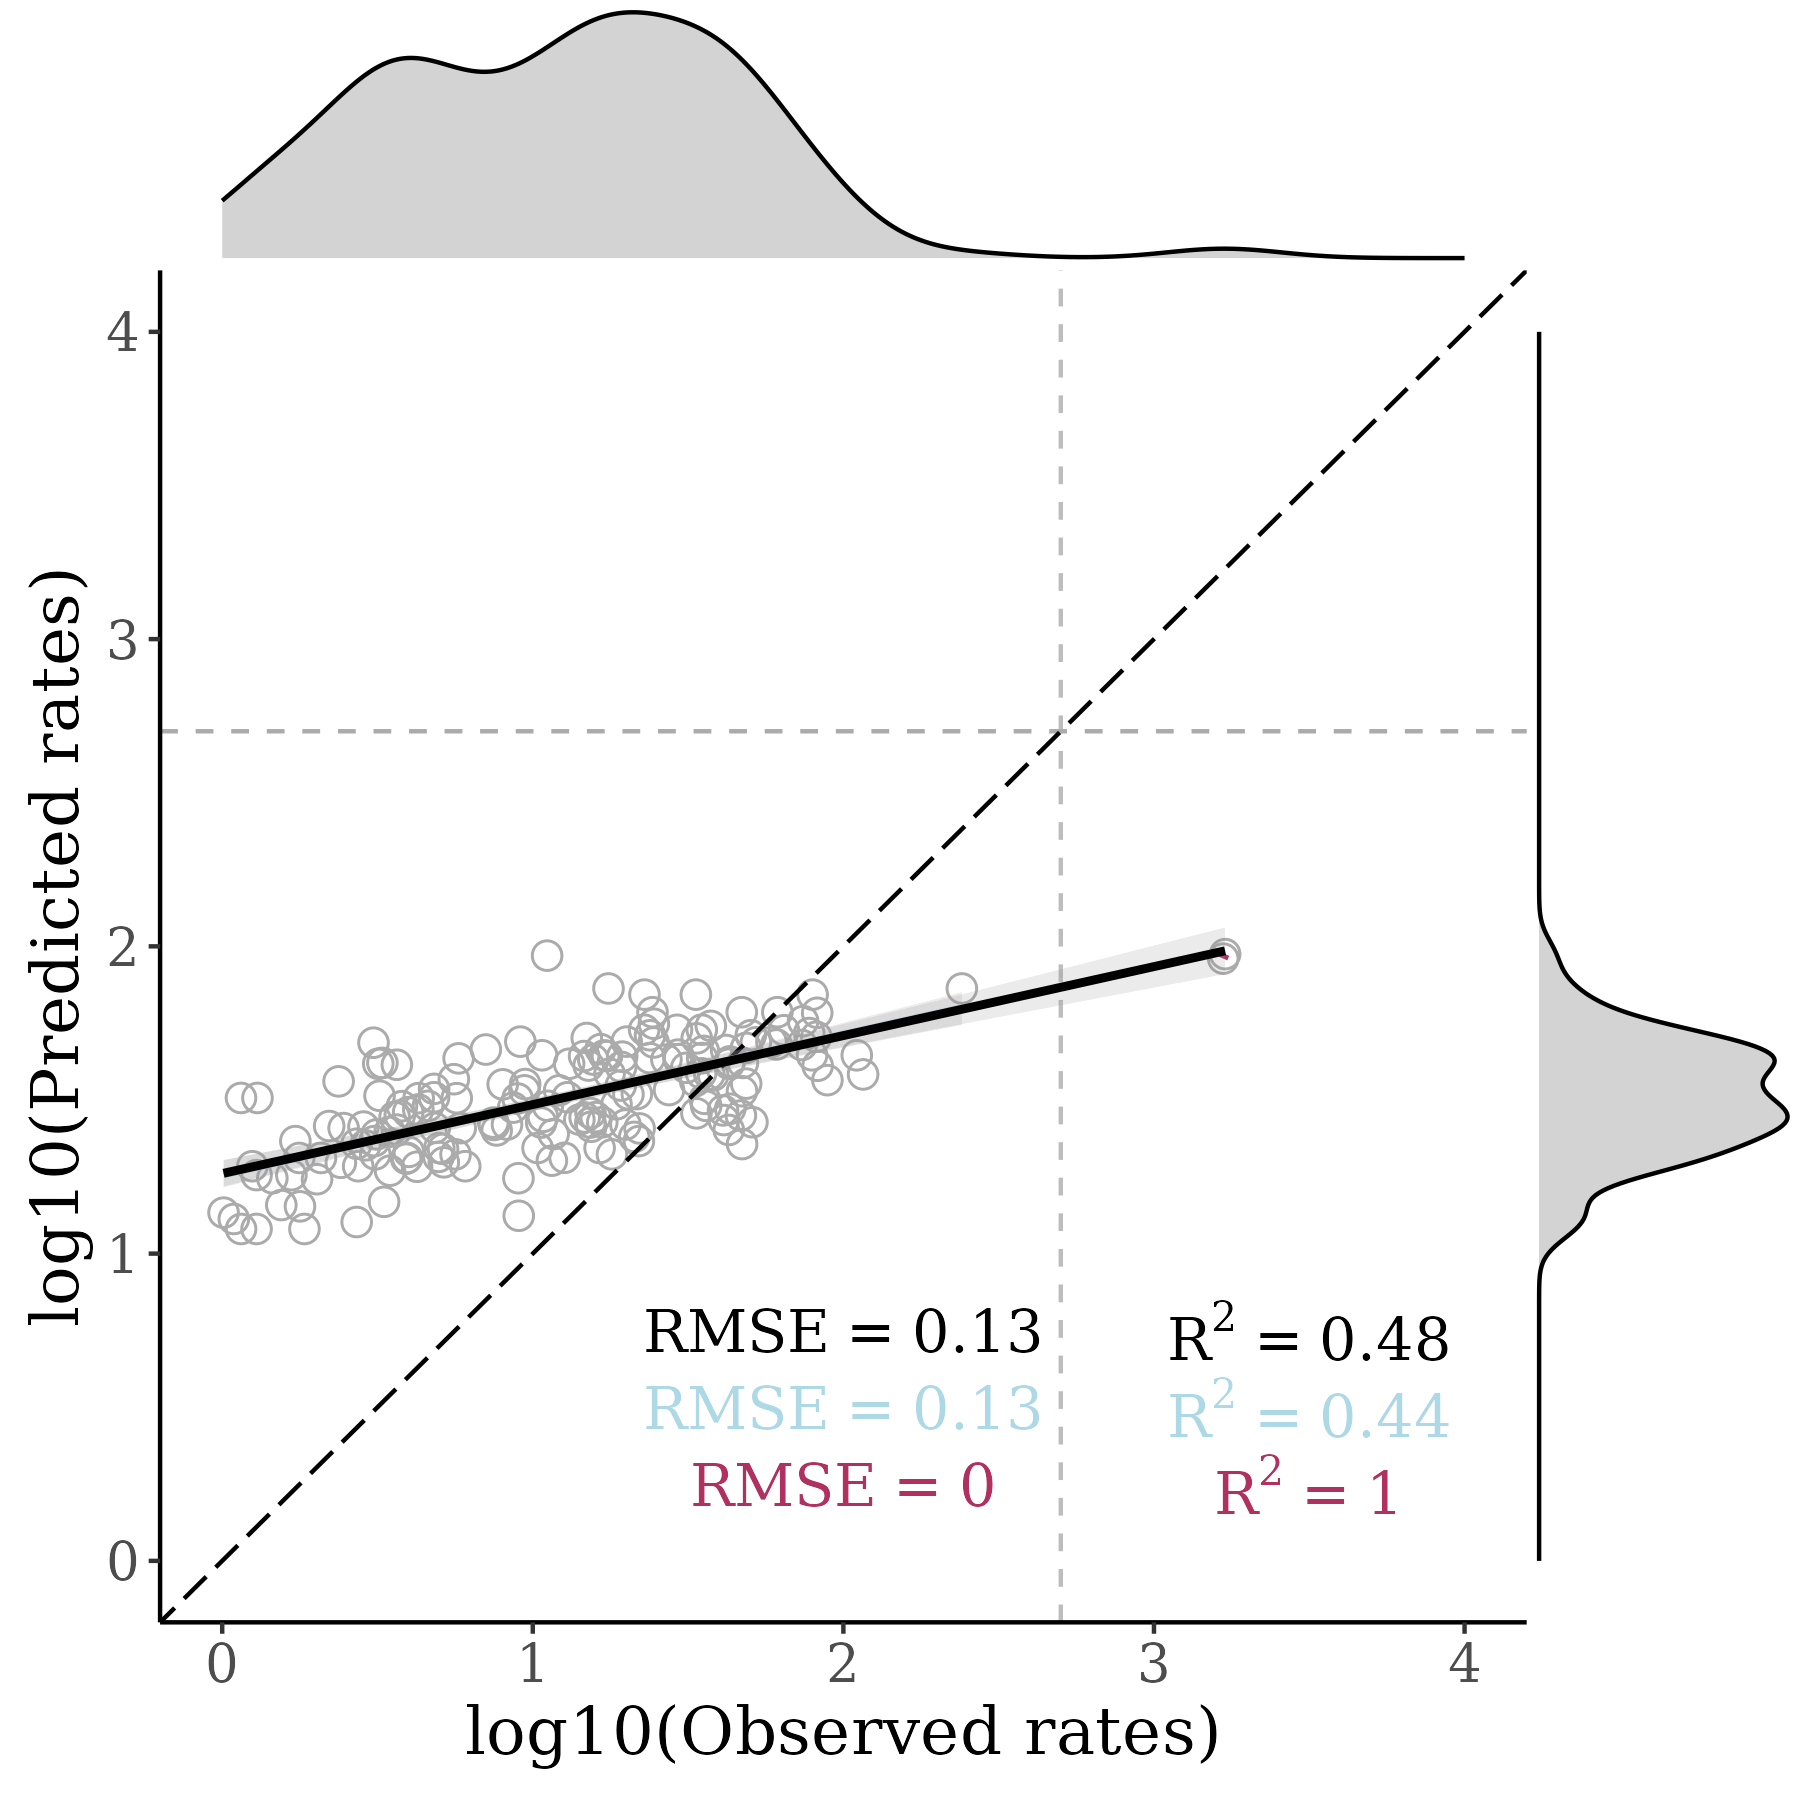 4
3
2
1
0
log10(Predicted rates)
RMSE = 0.13
R² = 0.48
RMSE = 0.13
R² = 0.44
RMSE = 0
R² = 1
0 1 2 3 4
log10(Observed rates)